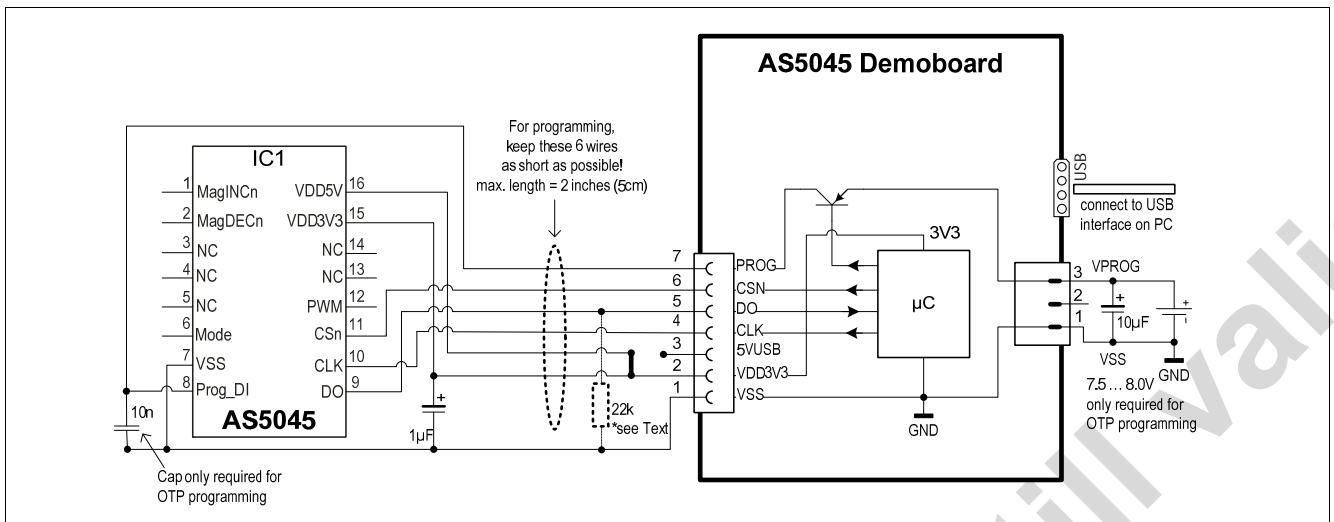 AS5045 Demoboard
For programming,
keep these 6 wires
as short as possible!
max. length = 2 inches (5cm)
IC1
1 MagINCn
2 MagDECn
3 NC
4 NC
5 NC
6 Mode
7 VSS
8 Prog_DI
VDD5V 16
VDD3V3 15
NC 14
NC 13
PWM 12
CSn 11
CLK 10
DO 9
AS5045
10n
Cap only required for
OTP programming
+
1µF
22k
*see Text
7 PROG
6 CSN
5 DO
4 CLK
3 5VUSB
2 VDD3V3
1 VSS
3V3
µC
GND
USB
connect to USB
interface on PC
3 VPROG
2
1
+
10µF
+
-
VSS
GND
7.5 ... 8.0V
only required for
OTP programming
ill vali